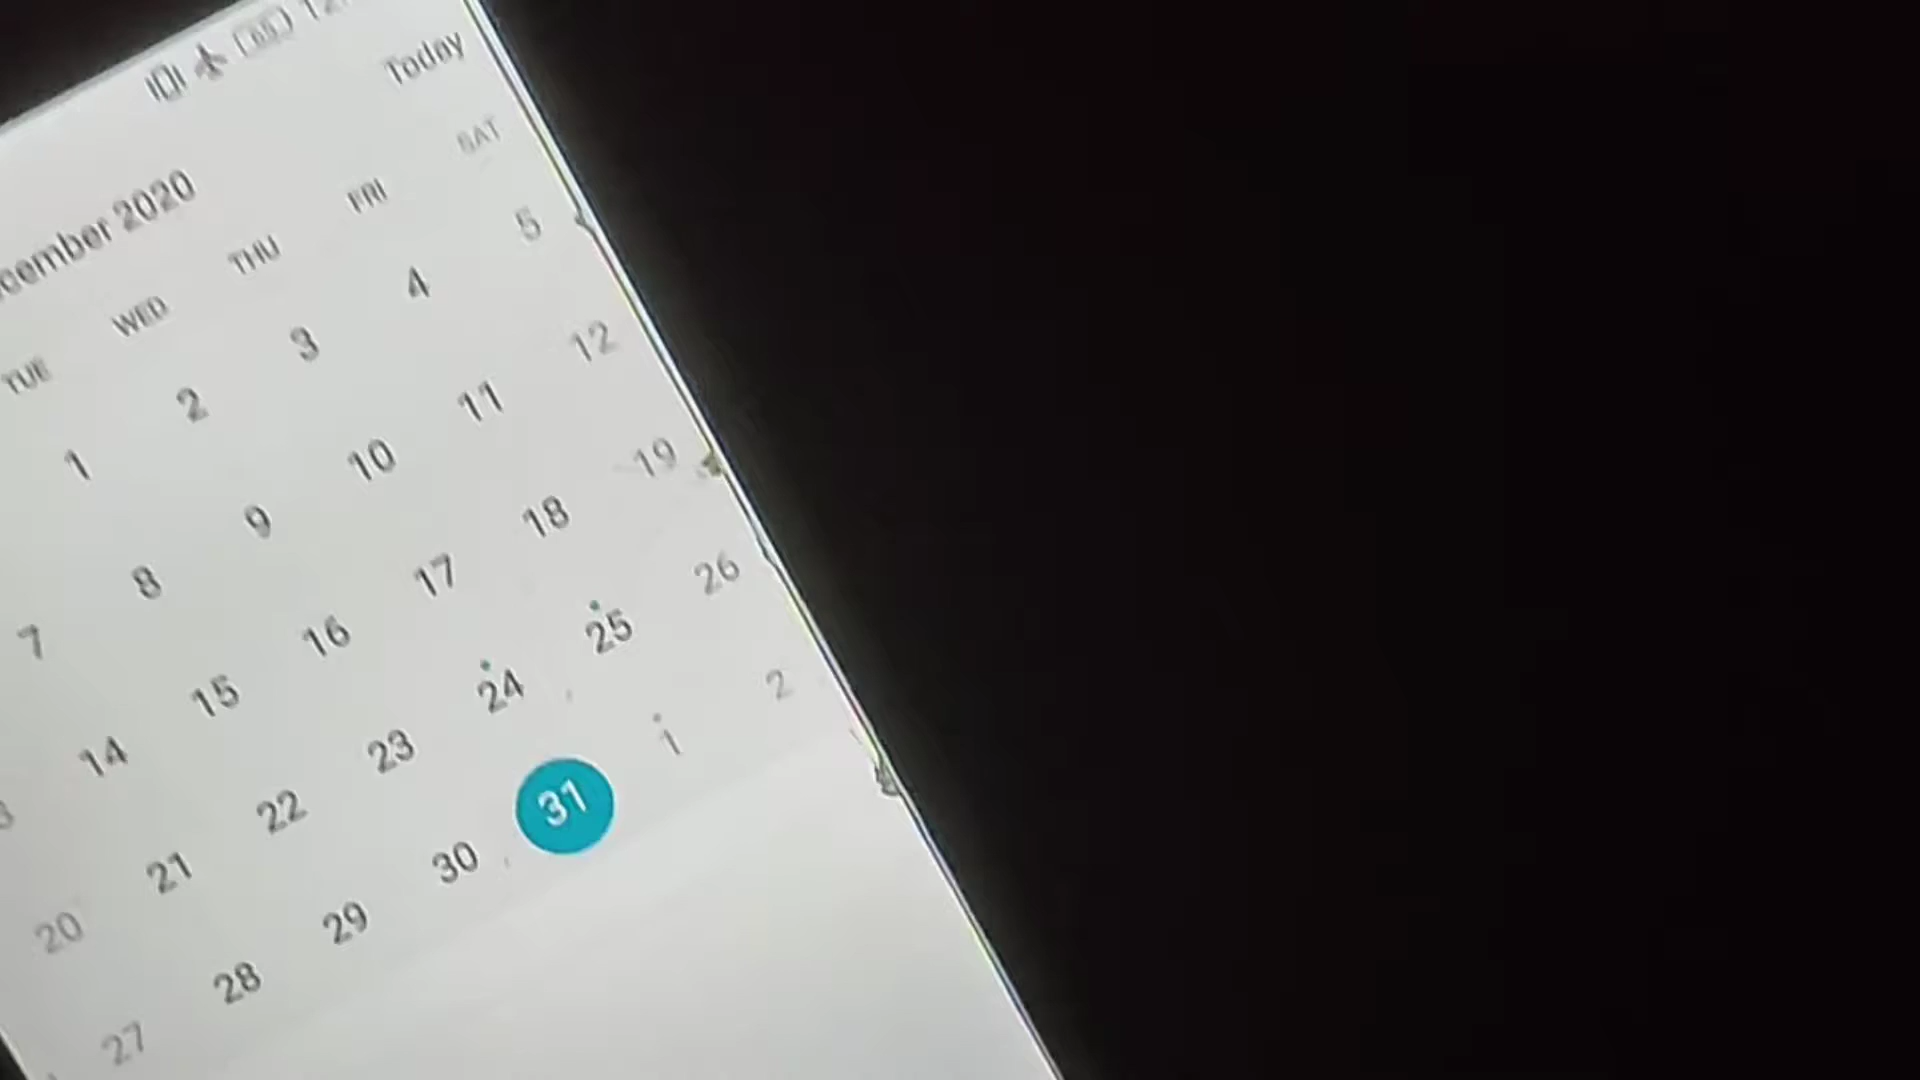 Today
cember 2020
TUE WED THU FRI SAT
1 2 3 4 5
7 8 9 10 11 12
14 15 16 17 18 19
20 21 22 23 24 25 26
27 28 29 30 31 1 2